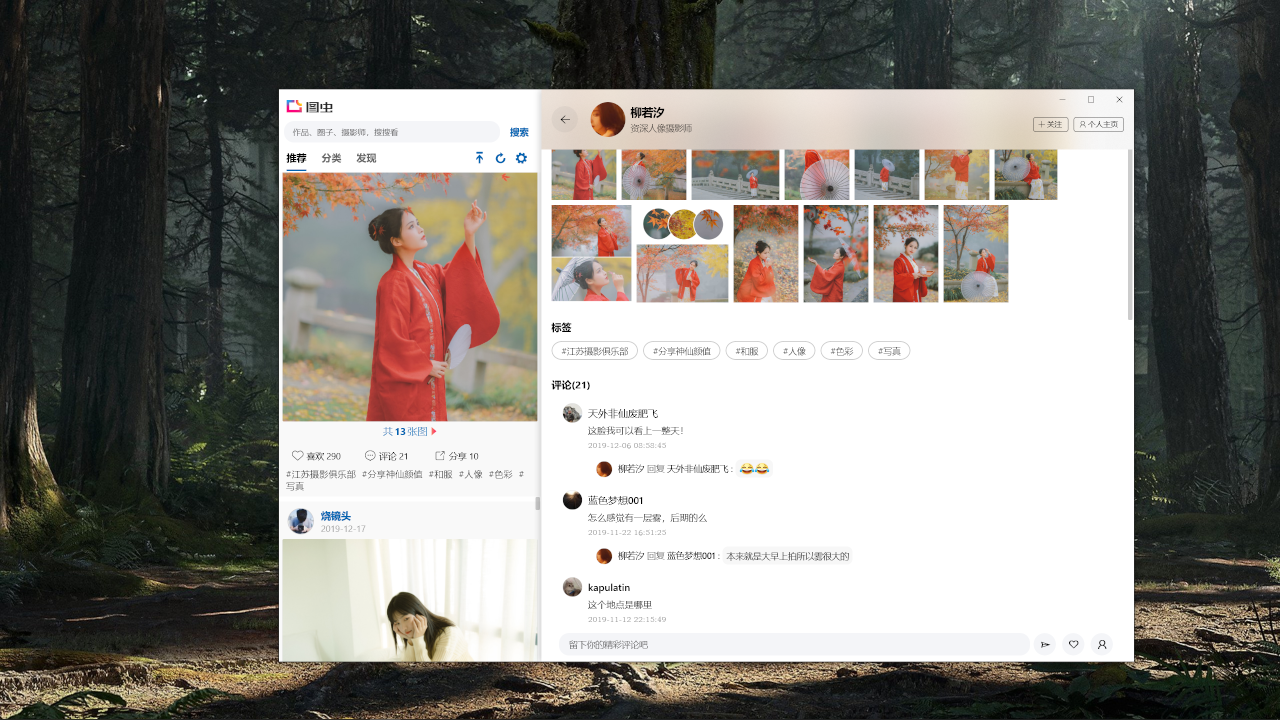 图虫
作品、圈子、摄影师，搜搜看
搜索
推荐 分类 发现
共 13 张图
喜欢 290 评论 21 分享 10
#江苏摄影俱乐部 #分享神仙颜值 #和服 #人像 #色彩 #
写真
烧镜头
2019-12-17
柳若汐
资深人像摄影师
关注 个人主页
标签
#江苏摄影俱乐部 #分享神仙颜值 #和服 #人像 #色彩 #写真
评论(21)
天外非仙废肥飞
这脸我可以看上一整天！
2019-12-06 08:58:45
柳若汐 回复 天外非仙废肥飞 : 😂😂
蓝色梦想001
怎么感觉有一层雾，后期的么
2019-11-22 16:51:25
柳若汐 回复 蓝色梦想001 : 本来就是大早上拍所以雾很大的
kapulatin
这个地点是哪里
2019-11-12 22:15:49
留下你的精彩评论吧